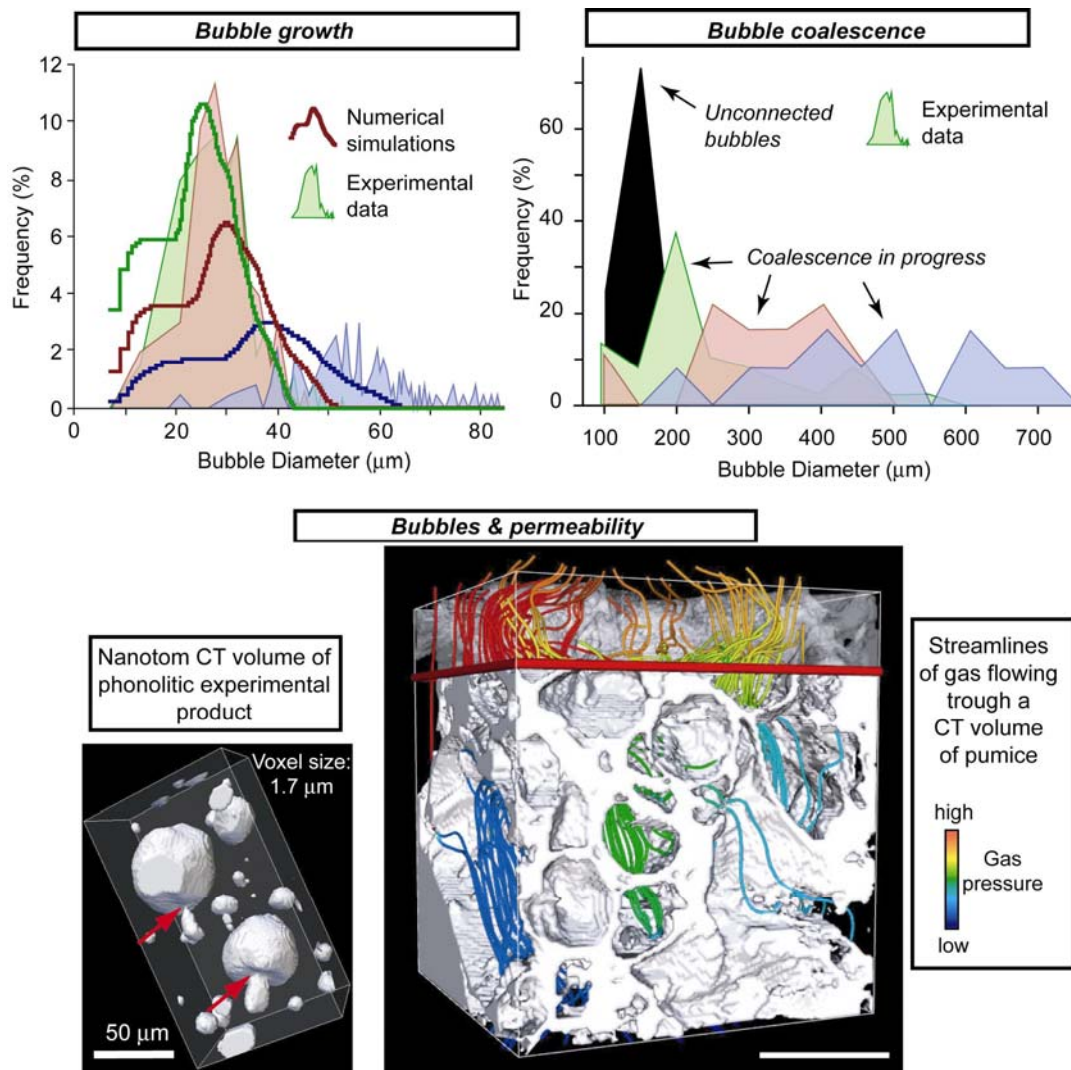 Bubble growth
12
10
8
6
4
2
0
Frequency (%)
0
20
40
60
80
Bubble Diameter (μm)
Numerical
simulations
Experimental
data
Bubble coalescence
60
40
20
0
Frequency (%)
100
200
300
400
500
600
700
Bubble Diameter (μm)
Unconnected
bubbles
Experimental
data
Coalescence in progress
Bubbles & permeability
Nanotom CT volume of
phonolitic experimental
product
Voxel size:
1.7 μm
50 μm
Streamlines
of gas flowing
trough a
CT volume
of pumice
high
Gas
pressure
low